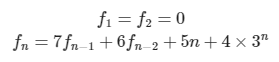 f₁ = f₂ = 0
fₙ = 7fₙ₋₁ + 6fₙ₋₂ + 5n + 4 × 3ⁿ